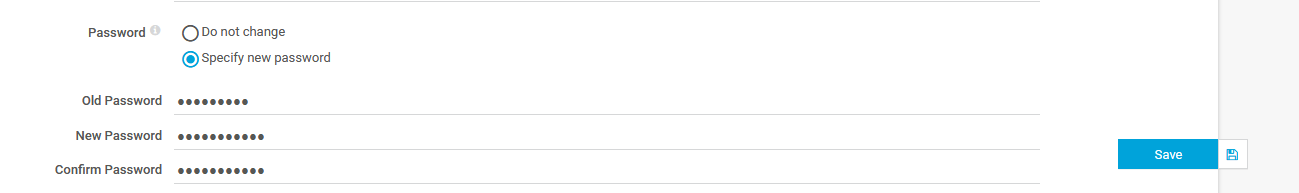 Password
Do not change
Specify new password
Old Password •••••••••
New Password •••••••••••
Confirm Password •••••••••••
Save